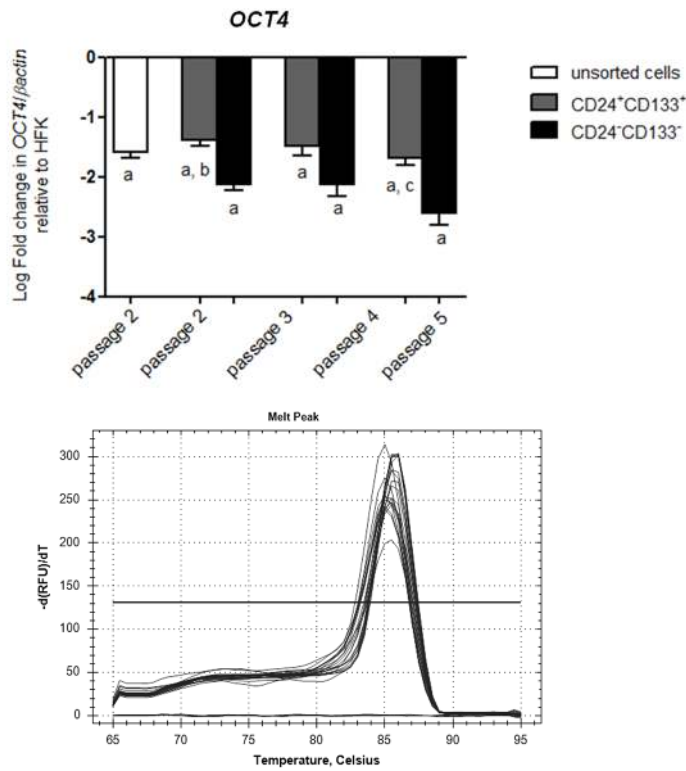 OCT4
0
-1
-2
-3
-4
Log Fold change in OCT4/βactin
relative to HFK
a
a, b
a
a
a
a, c
a
passage 2
passage 2
passage 3
passage 4
passage 5
unsorted cells
CD24⁺CD133⁺
CD24⁻CD133⁻
Melt Peak
300
250
200
150
100
50
0
-d(RFU)/dT
65 70 75 80 85 90 95
Temperature, Celsius